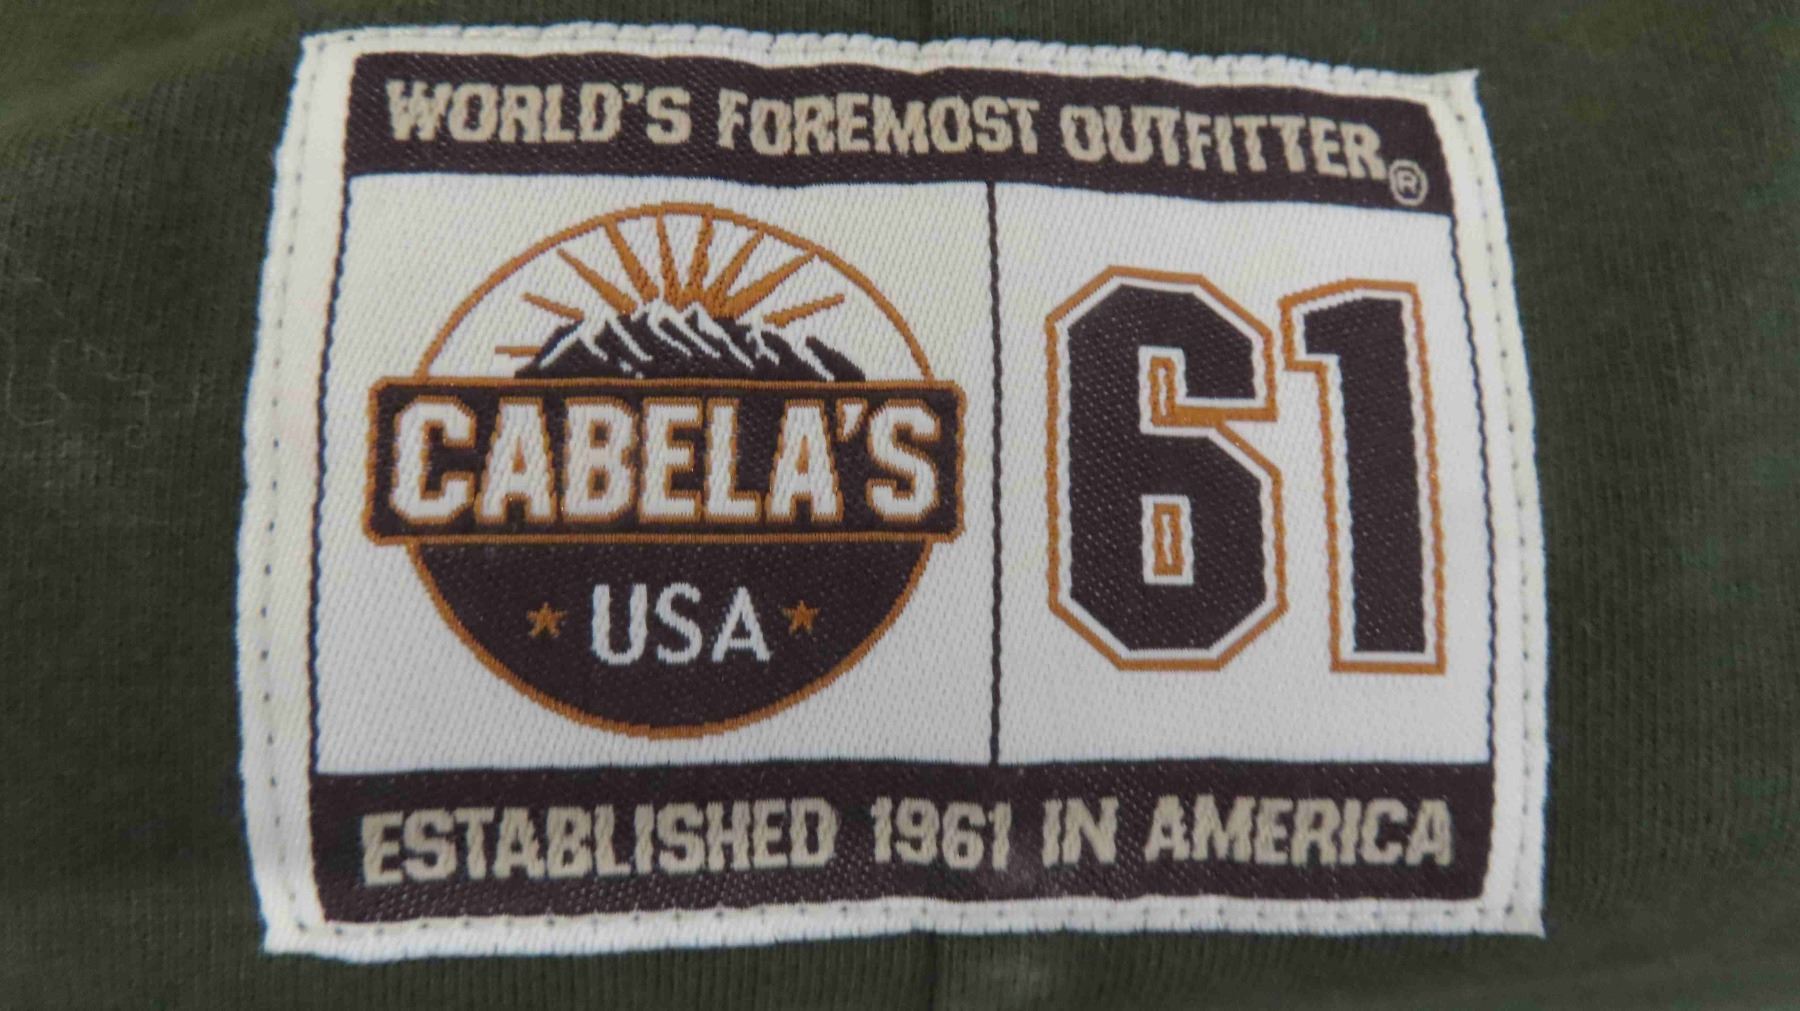 WORLD'S FOREMOST OUTFITTER®
CABELA'S
USA
61
ESTABLISHED 1961 IN AMERICA